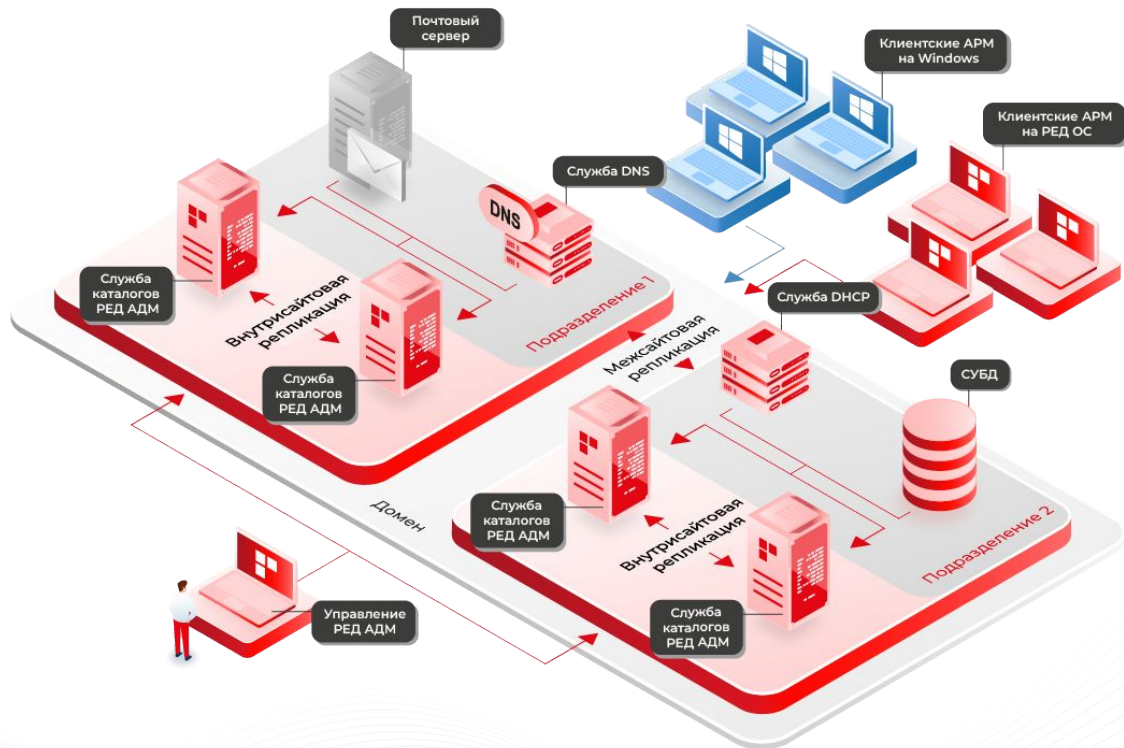 Почтовый
сервер
Клиентские АРМ
на Windows
Клиентские АРМ
на РЕД ОС
Служба DNS
DNS
Служба
каталогов
РЕД АДМ
Внутрисайтовая
репликация
Подразделение 1
Служба DHCP
Межсайтовая
репликация
Служба
каталогов
РЕД АДМ
СУБД
Домен
Служба
каталогов
РЕД АДМ
Внутрисайтовая
репликация
Подразделение 2
Управление
РЕД АДМ
Служба
каталогов
РЕД АДМ